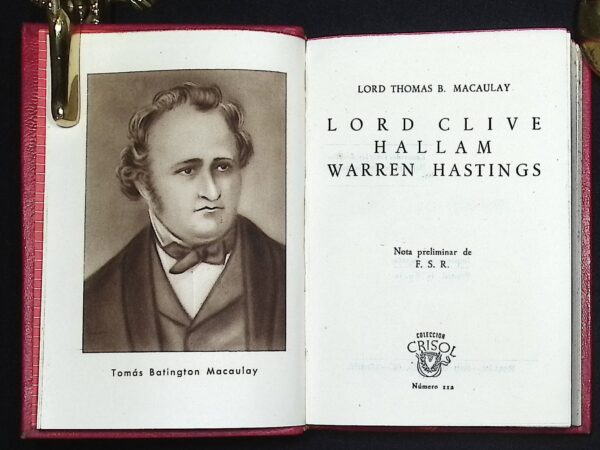 Tomás Batington Macaulay
LORD THOMAS B. MACAULAY
LORD CLIVE
HALLAM
WARREN HASTINGS
Nota preliminar de
F. S. R.
COLECCION
CRISOL
Número 112